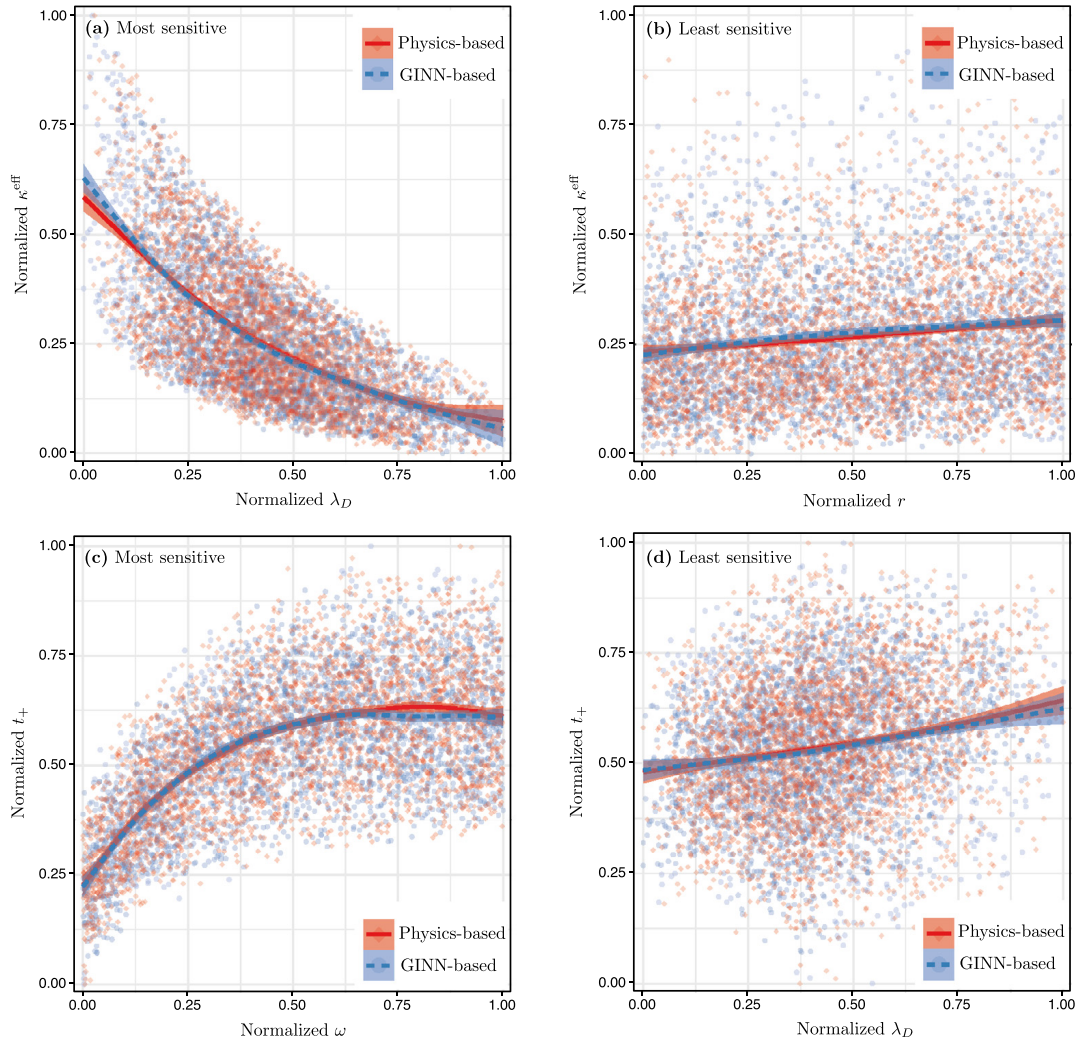 (a) Most sensitive
Physics-based
GINN-based
1.00
0.75
0.50
0.25
0.00
Normalized κ^eff
0.00 0.25 0.50 0.75 1.00
Normalized λ_D
(b) Least sensitive
Physics-based
GINN-based
1.00
0.75
0.50
0.25
0.00
Normalized κ^eff
0.00 0.25 0.50 0.75 1.00
Normalized r
(c) Most sensitive
Physics-based
GINN-based
1.00
0.75
0.50
0.25
0.00
Normalized t_+
0.00 0.25 0.50 0.75 1.00
Normalized ω
(d) Least sensitive
Physics-based
GINN-based
1.00
0.75
0.50
0.25
0.00
Normalized t_+
0.00 0.25 0.50 0.75 1.00
Normalized λ_D